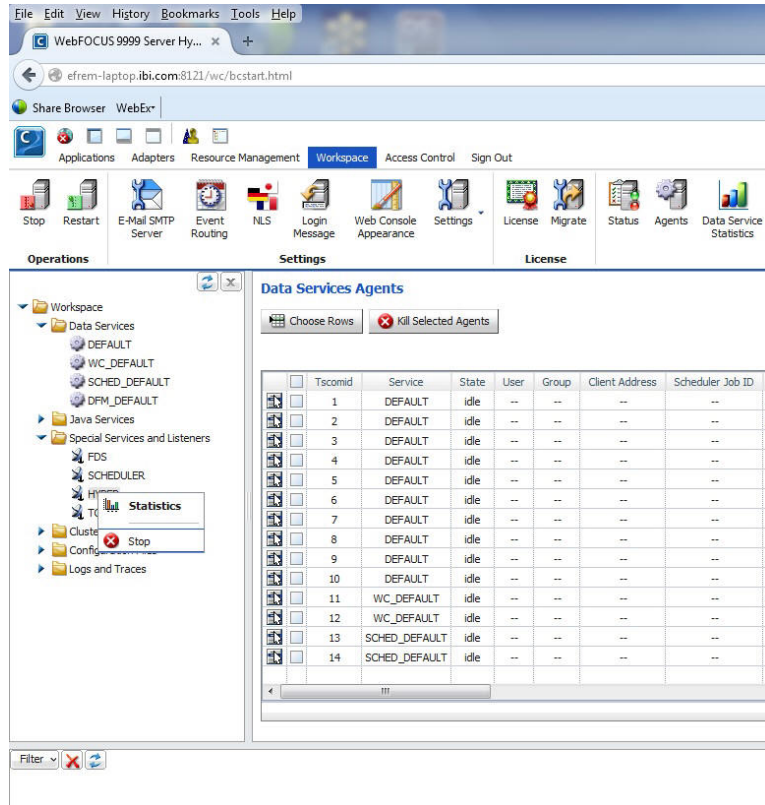 File Edit View History Bookmarks Tools Help
WebFOCUS 9999 Server Hy... × +
efrem-laptop.ibi.com:8121/wc/bcstart.html
Share Browser WebEx
Applications Adapters Resource Management Workspace Access Control Sign Out
Stop Restart E-Mail SMTP Server Event Routing NLS Login Message Web Console Appearance Settings License Migrate Status Agents Data Service Statistics
Operations Settings License
Workspace
Data Services
DEFAULT
WC_DEFAULT
SCHED_DEFAULT
DFM_DEFAULT
Java Services
Special Services and Listeners
FDS
SCHEDULER
Statistics
Stop
Logs and Traces
Data Services Agents
Choose Rows Kill Selected Agents
Tscomid Service State User Group Client Address Scheduler Job ID
1 DEFAULT idle -- -- -- --
2 DEFAULT idle -- -- -- --
3 DEFAULT idle -- -- -- --
4 DEFAULT idle -- -- -- --
5 DEFAULT idle -- -- -- --
6 DEFAULT idle -- -- -- --
7 DEFAULT idle -- -- -- --
8 DEFAULT idle -- -- -- --
9 DEFAULT idle -- -- -- --
10 DEFAULT idle -- -- -- --
11 WC_DEFAULT idle -- -- -- --
12 WC_DEFAULT idle -- -- -- --
13 SCHED_DEFAULT idle -- -- -- --
14 SCHED_DEFAULT idle -- -- -- --
Filter